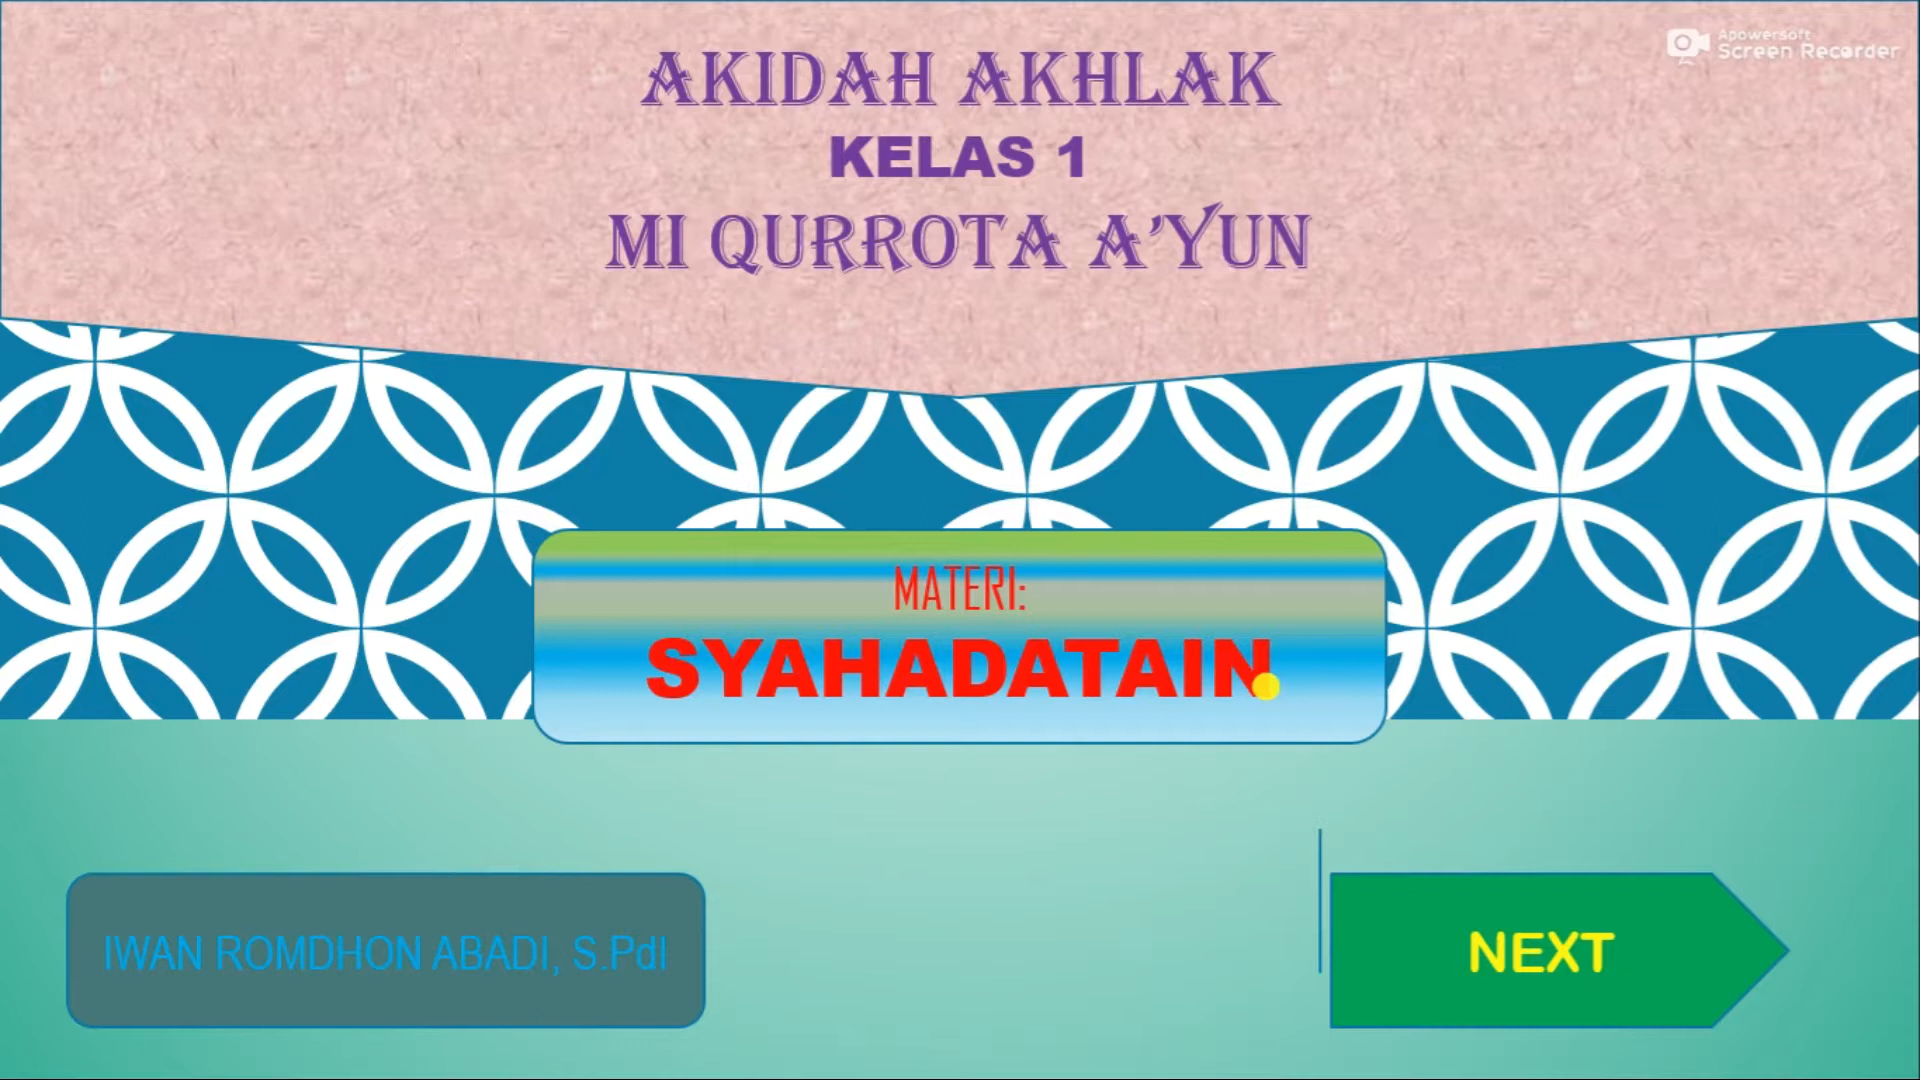 Apowersoft
Screen Recorder
AKIDAH AKHLAK
KELAS 1
MI QURROTA A'YUN
MATERI:
SYAHADATAIN
IWAN ROMDHON ABADI, S.PdI
NEXT